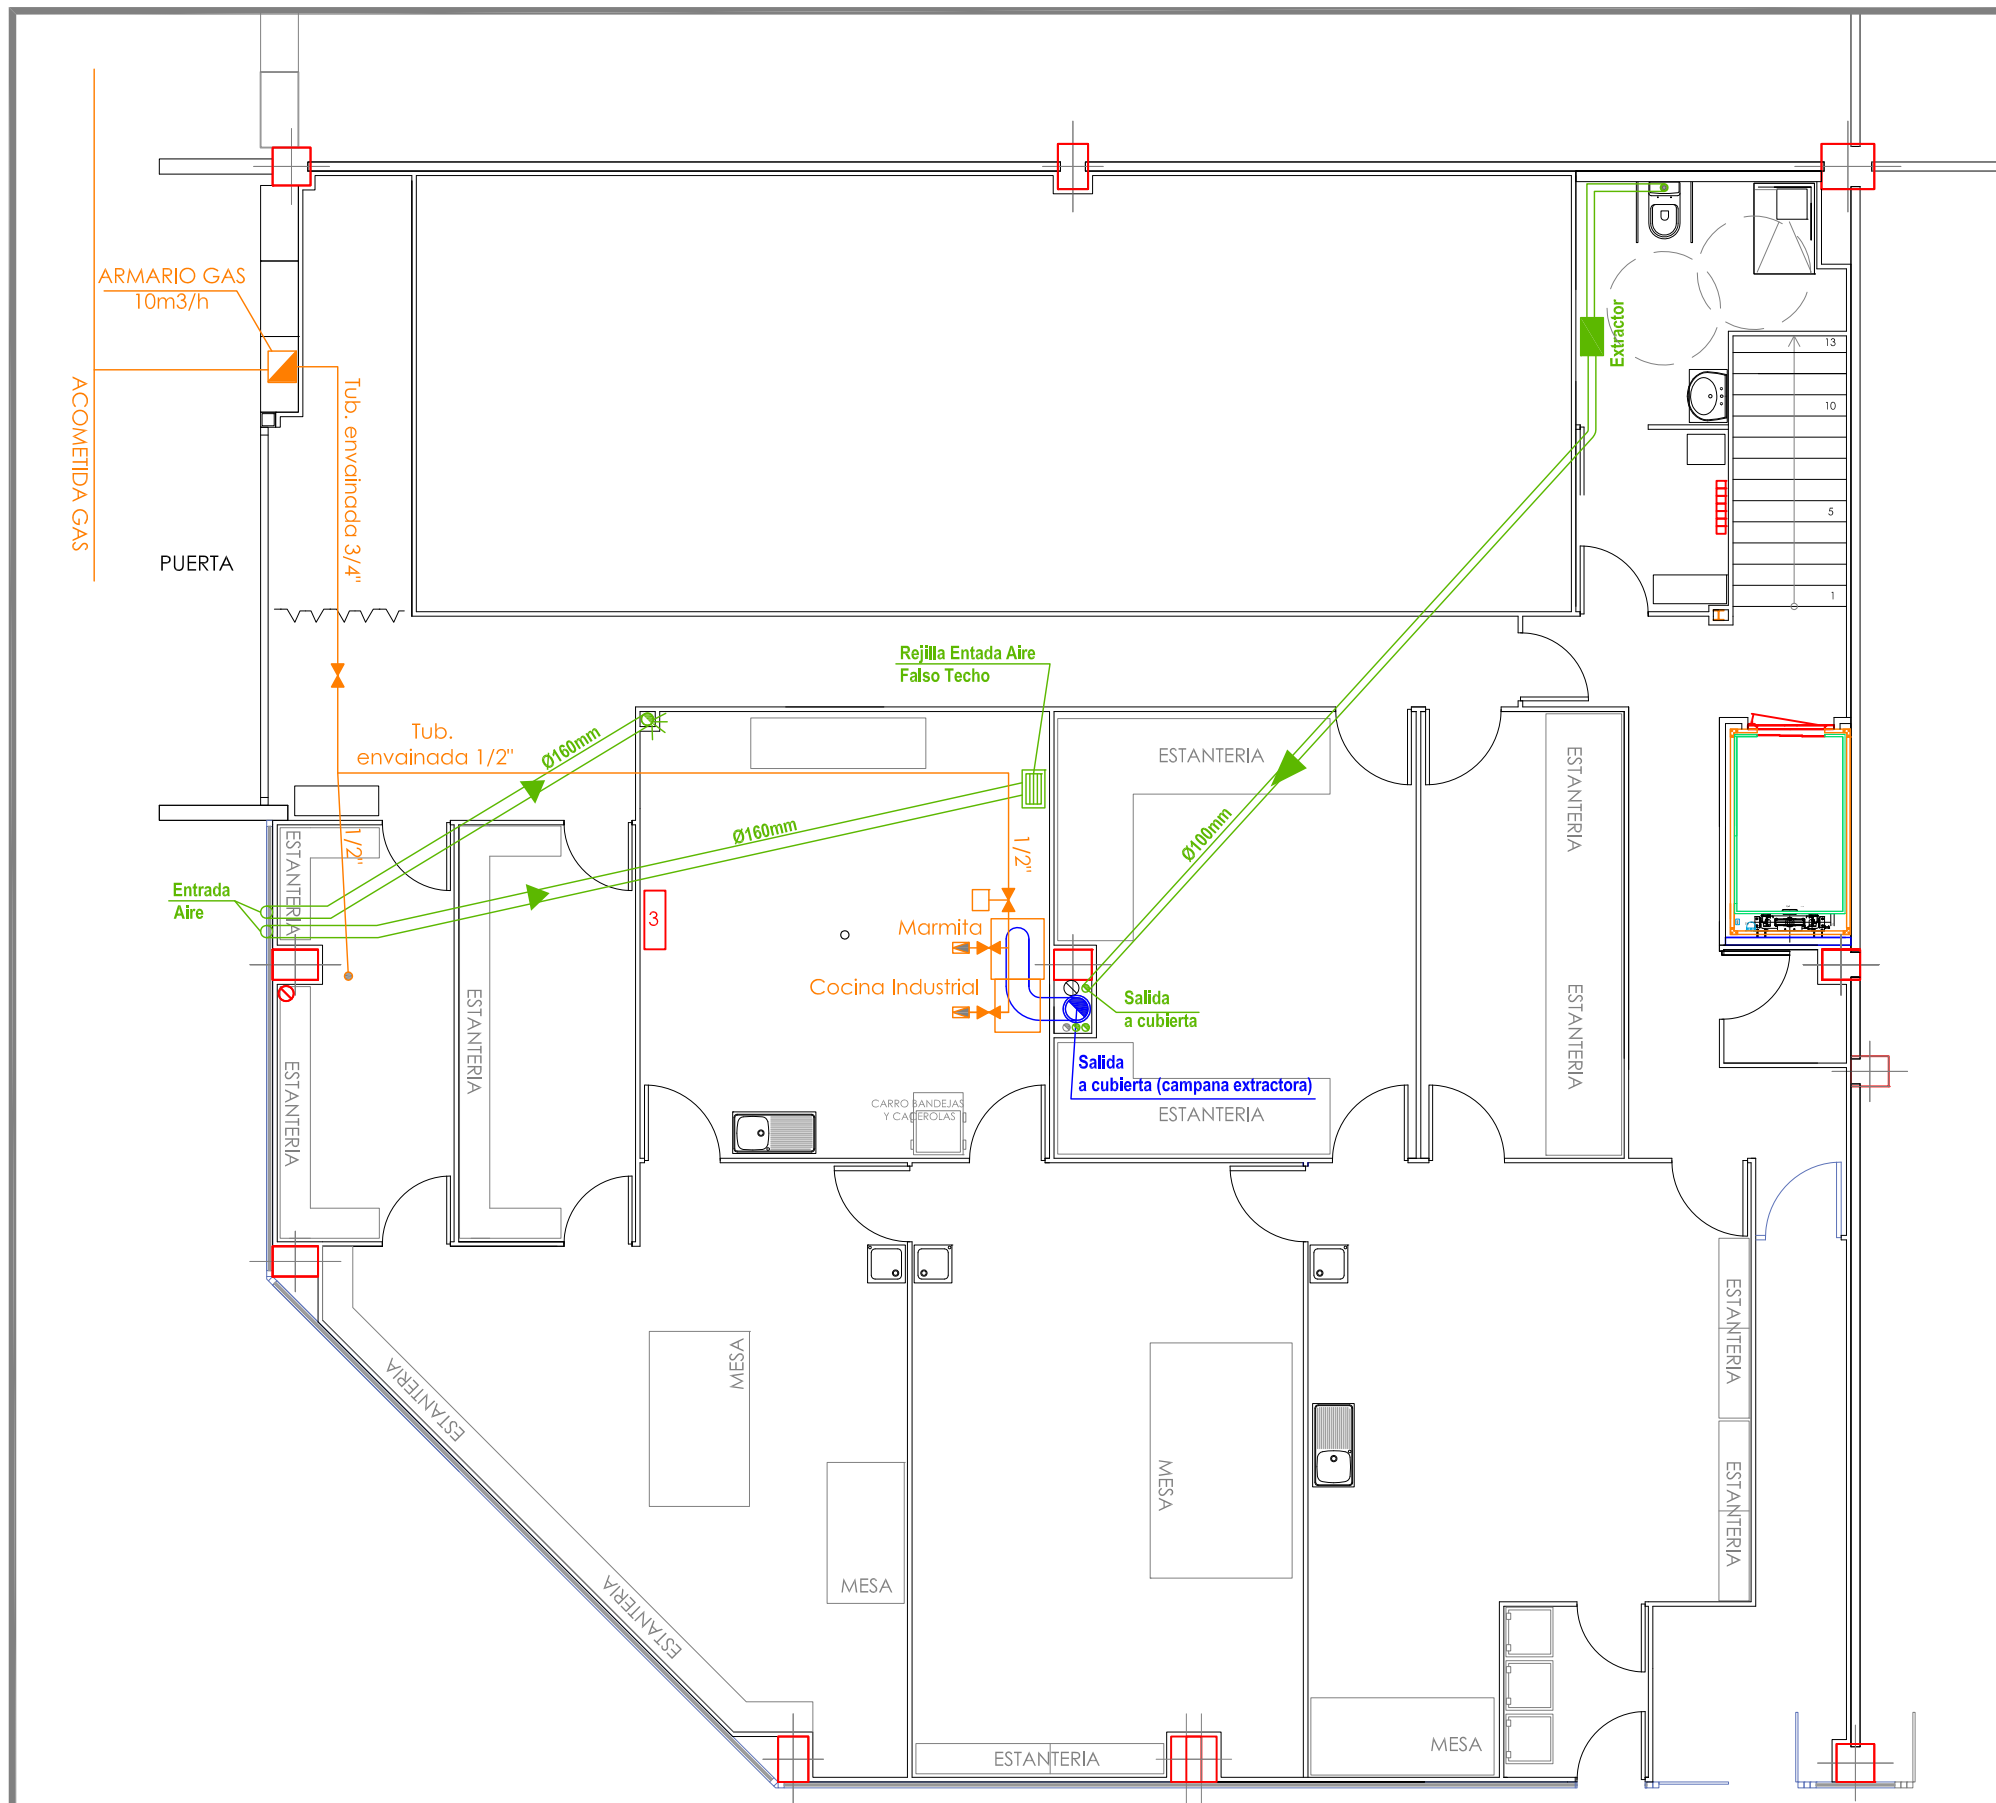 ARMARIO GAS
10m3/h
ACOMETIDA GAS
Tub. envainada 3/4"
PUERTA
Extractor
13
10
5
1
Rejilla Entada Aire
Falso Techo
Tub.
envainada 1/2"
Ø160mm
Ø160mm
Ø100mm
1/2"
1/2"
ESTANTERIA
ESTANTERIA
ESTANTERIA
Entrada
Aire
3
Marmita
Cocina Industrial
Salida
a cubierta
Salida
a cubierta (campana extractora)
ESTANTERIA
ESTANTERIA
ESTANTERIA
ESTANTERIA
CARRO BANDEJAS
Y CACEROLAS
MESA
MESA
MESA
MESA
ESTANTERIA
ESTANTERIA
ESTANTERIA
ESTANTERIA
ESTANTERIA